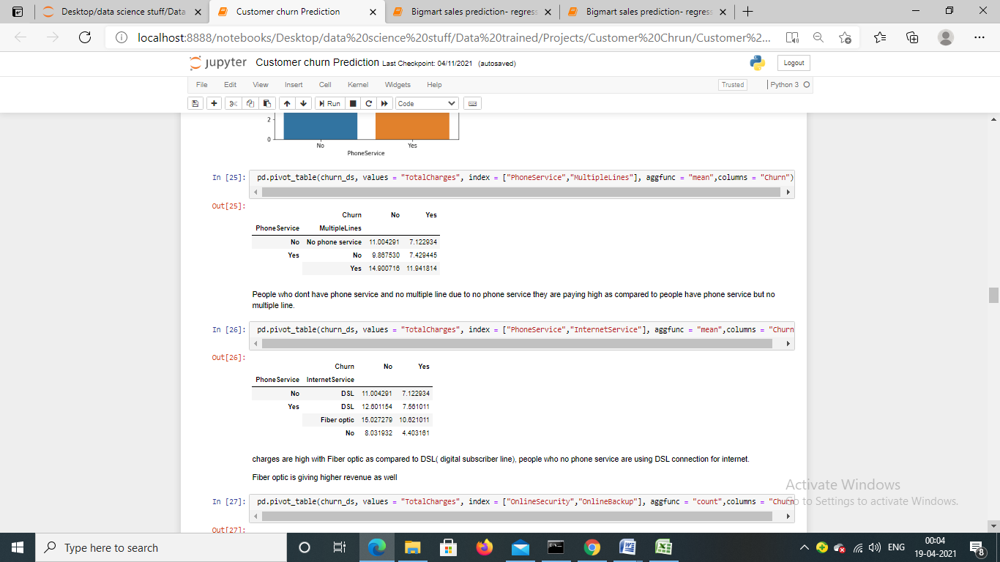 Desktop/data science stuff/Data
Customer churn Prediction
Bigmart sales prediction- regress
Bigmart sales prediction- regress
localhost:8888/notebooks/Desktop/data%20science%20stuff/Data%20trained/Projects/Customer%20Chrun/Customer%2...
jupyter Customer churn Prediction Last Checkpoint: 04/11/2021 (autosaved)
Logout
File Edit View Insert Cell Kernel Widgets Help
Trusted
Python 3
Run
Code
2
0
No Yes
PhoneService
In [25]: pd.pivot_table(churn_ds, values = "TotalCharges", index = ["PhoneService","MultipleLines"], aggfunc = "mean",columns = "Churn")
Out[25]:
Churn No Yes
PhoneService MultipleLines
No No phone service 11.004291 7.122934
Yes No 9.867530 7.429445
Yes 14.900716 11.941814
People who dont have phone service and no multiple line due to no phone service they are paying high as compared to people have phone service but no
multiple line.
In [26]: pd.pivot_table(churn_ds, values = "TotalCharges", index = ["PhoneService","InternetService"], aggfunc = "mean",columns = "Churn
Out[26]:
Churn No Yes
PhoneService InternetService
No DSL 11.004291 7.122934
Yes DSL 12.601154 7.561011
Fiber optic 15.027279 10.621011
No 8.031932 4.403161
charges are high with Fiber optic as compared to DSL( digital subscriber line), people who no phone service are using DSL connection for internet.
Fiber optic is giving higher revenue as well
In [27]: pd.pivot_table(churn_ds, values = "TotalCharges", index = ["OnlineSecurity","OnlineBackup"], aggfunc = "count",columns = "Churn
Out[27]:
Activate Windows
Go to Settings to activate Windows.
Type here to search
ENG
00:04
19-04-2021
8